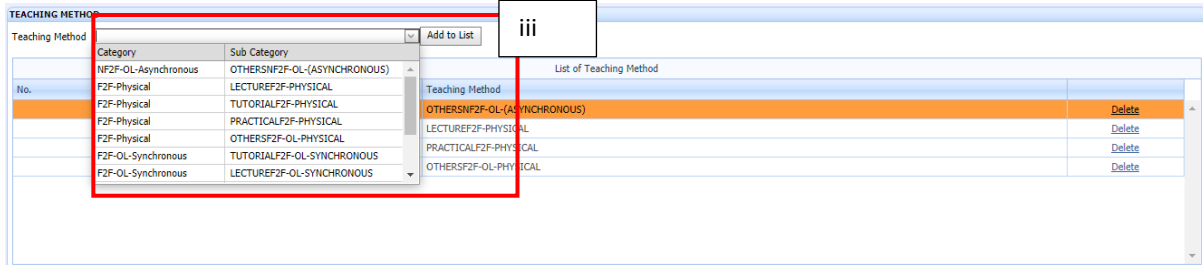 TEACHING METHOD
iii
Teaching Method Add to List
Category Sub Category
NF2F-OL-Asynchronous OTHERSNF2F-OL-(ASYNCHRONOUS)
F2F-Physical LECTUREF2F-PHYSICAL
F2F-Physical TUTORIALF2F-PHYSICAL
F2F-Physical PRACTICALF2F-PHYSICAL
F2F-Physical OTHERSF2F-OL-PHYSICAL
F2F-OL-Synchronous TUTORIALF2F-OL-SYNCHRONOUS
F2F-OL-Synchronous LECTUREF2F-OL-SYNCHRONOUS
List of Teaching Method
No. Teaching Method
OTHERSNF2F-OL-(ASYNCHRONOUS) Delete
LECTUREF2F-PHYSICAL Delete
PRACTICALF2F-PHYSICAL Delete
OTHERSF2F-OL-PHYSICAL Delete